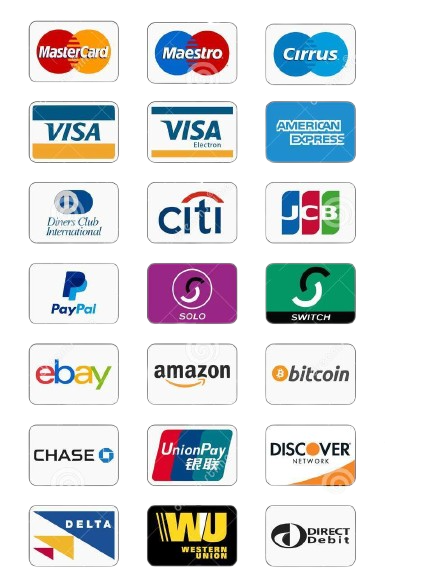 MasterCard
Maestro
Cirrus
VISA
VISA
Electron
AMERICAN
EXPRESS
Diners Club
International
citi
JCB
PayPal
SOLO
SWITCH
ebay
amazon
bitcoin
CHASE
UnionPay
银联
DISCOVER
NETWORK
DELTA
WU
WESTERN
UNION
DIRECT
Debit